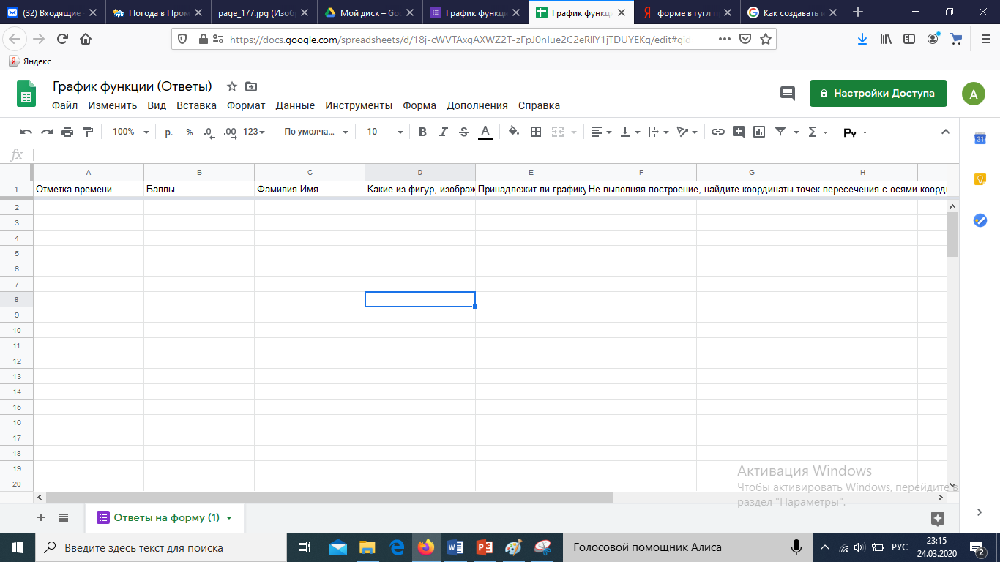 (32) Входящие
Погода в Пром
page_177.jpg (Изоб
Мой диск – Goo
График функци
График функци
форме в гугл п
Как создавать и
https://docs.google.com/spreadsheets/d/18j-cWVTAxgAXWZ2T-zFpJ0nIue2C2eRllY1jTDUYEKg/edit#gid
Яндекс
График функции (Ответы)
Файл Изменить Вид Вставка Формат Данные Инструменты Форма Дополнения Справка
Настройки Доступа
A
100% р. % .0 .00 123 По умолча... 10 B I S A Σ Py
31
fx
A B C D E F G H
1 Отметка времени Баллы Фамилия Имя Какие из фигур, изображ Принадлежит ли графику Не выполняя построение, найдите координаты точек пересечения с осями коорди
2
3
4
5
6
7
8
9
10
11
12
13
14
15
16
17
18
19
20
Активация Windows
Чтобы активировать Windows, перейдите в
раздел "Параметры".
Ответы на форму (1)
Введите здесь текст для поиска
Голосовой помощник Алиса
РУС
23:15
24.03.2020
2